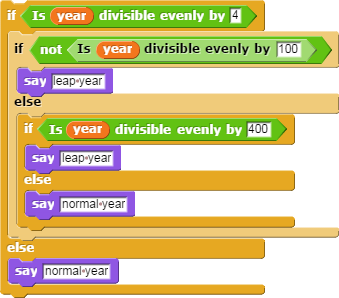 if Is year divisible evenly by 4
if not Is year divisible evenly by 100
say leap year
else
if Is year divisible evenly by 400
say leap year
else
say normal year
else
say normal year